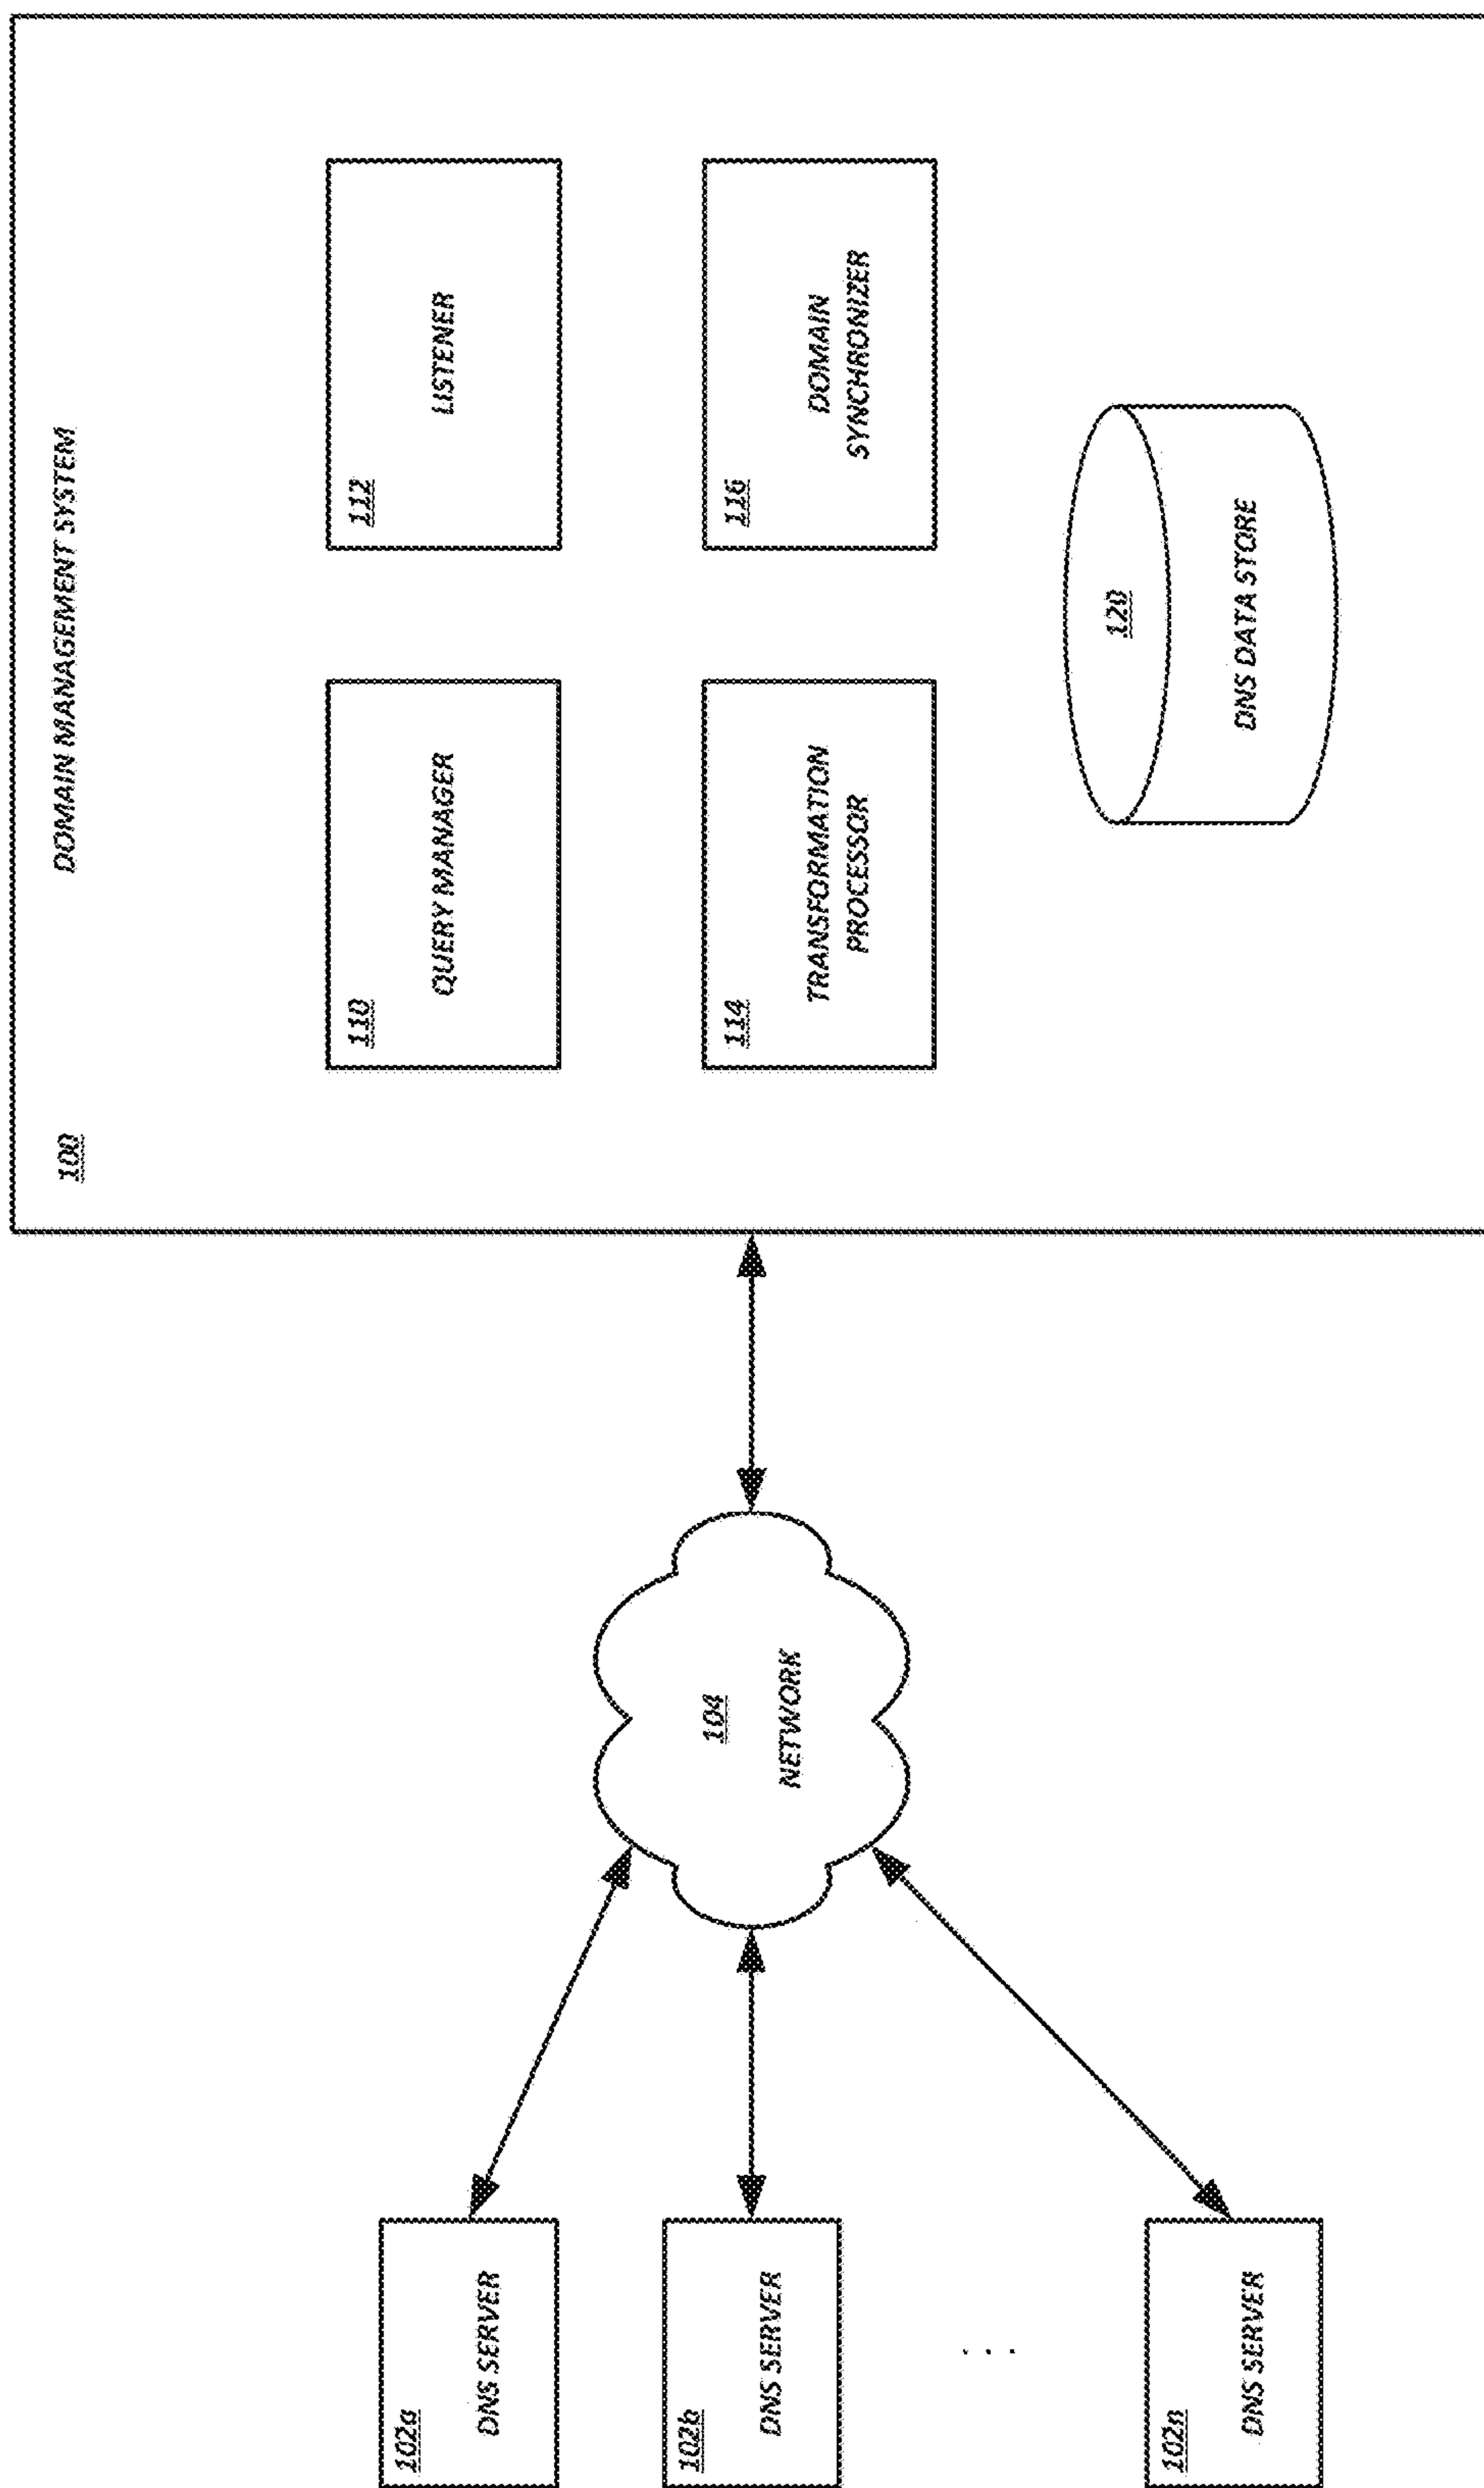 102a
DNS SERVER
102b
DNS SERVER
. . .
102n
DNS SERVER
104
NETWORK
100
DOMAIN MANAGEMENT SYSTEM
110
QUERY MANAGER
112
LISTENER
114
TRANSFORMATION
PROCESSOR
116
DOMAIN
SYNCHRONIZER
120
DNS DATA STORE